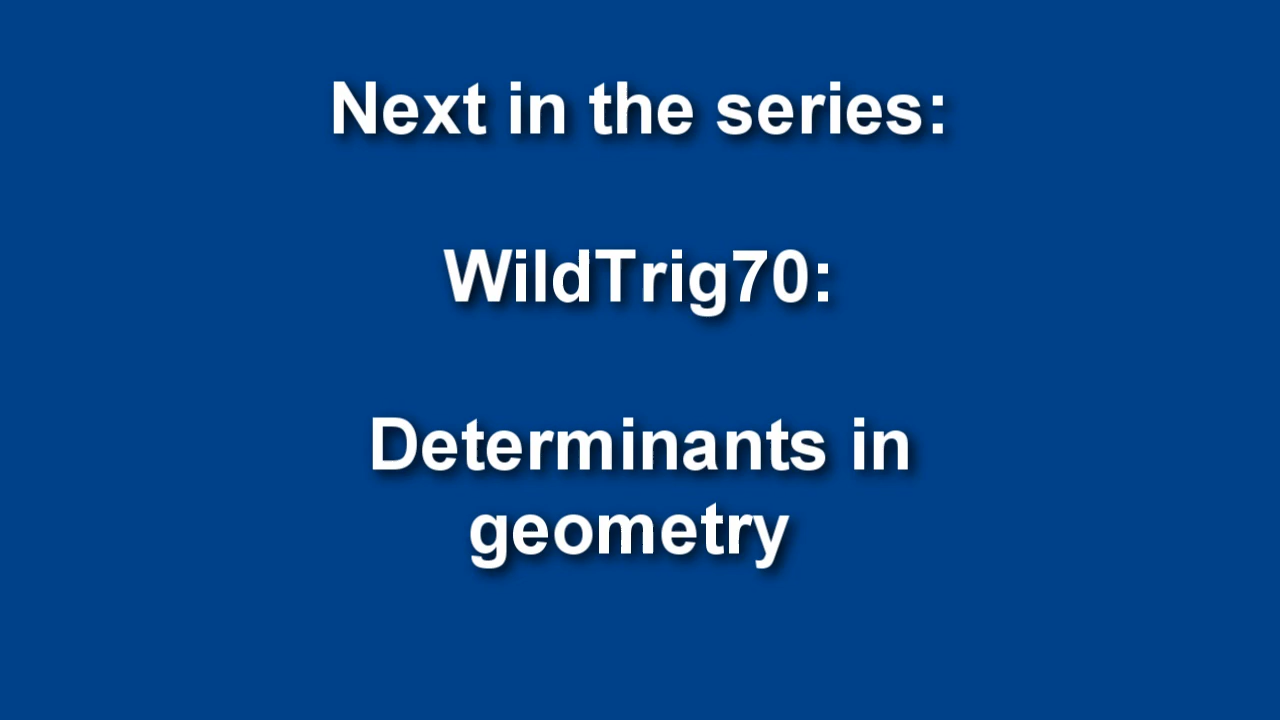 Next in the series:
WildTrig70:
Determinants in
geometry